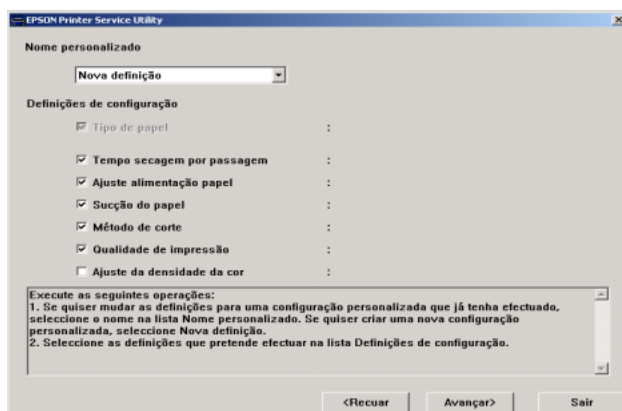 EPSON Printer Service Utility
Nome personalizado
Nova definição
Definições de configuração
Tipo de papel :
Tempo secagem por passagem :
Ajuste alimentação papel :
Sucção do papel :
Método de corte :
Qualidade de impressão :
Ajuste da densidade da cor :
Execute as seguintes operações:
1. Se quiser mudar as definições para uma configuração personalizada que já tenha efectuado,
seleccione o nome na lista Nome personalizado. Se quiser criar uma nova configuração
personalizada, seleccione Nova definição.
2. Seleccione as definições que pretende efectuar na lista Definições de configuração.
<Recuar Avançar> Sair